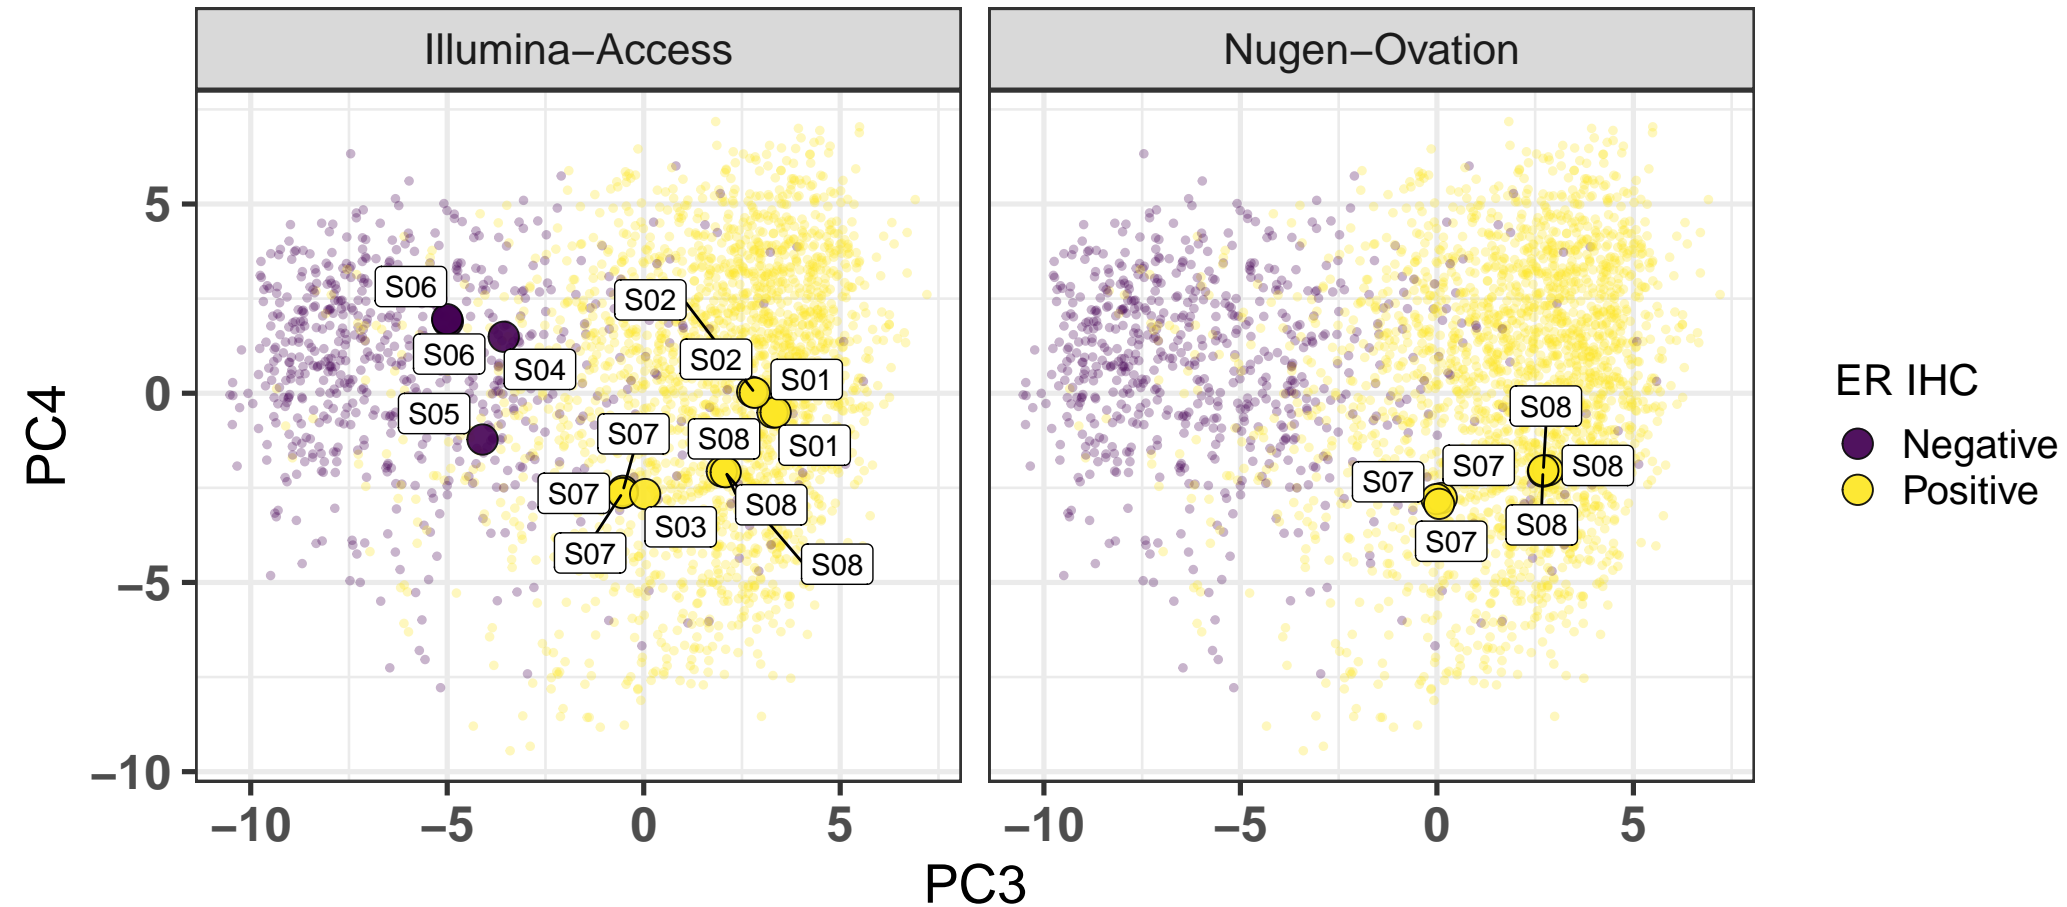 Illumina−Access
Nugen−Ovation
PC4
5
0
−5
−10
S06
S06
S04
S05
S02
S02
S01
S01
S07
S08
S07
S08
S03
S07
S08
S08
S07
S07
S08
S08
S07
−10
−5
0
5
−10
−5
0
5
PC3
ER IHC
Negative
Positive